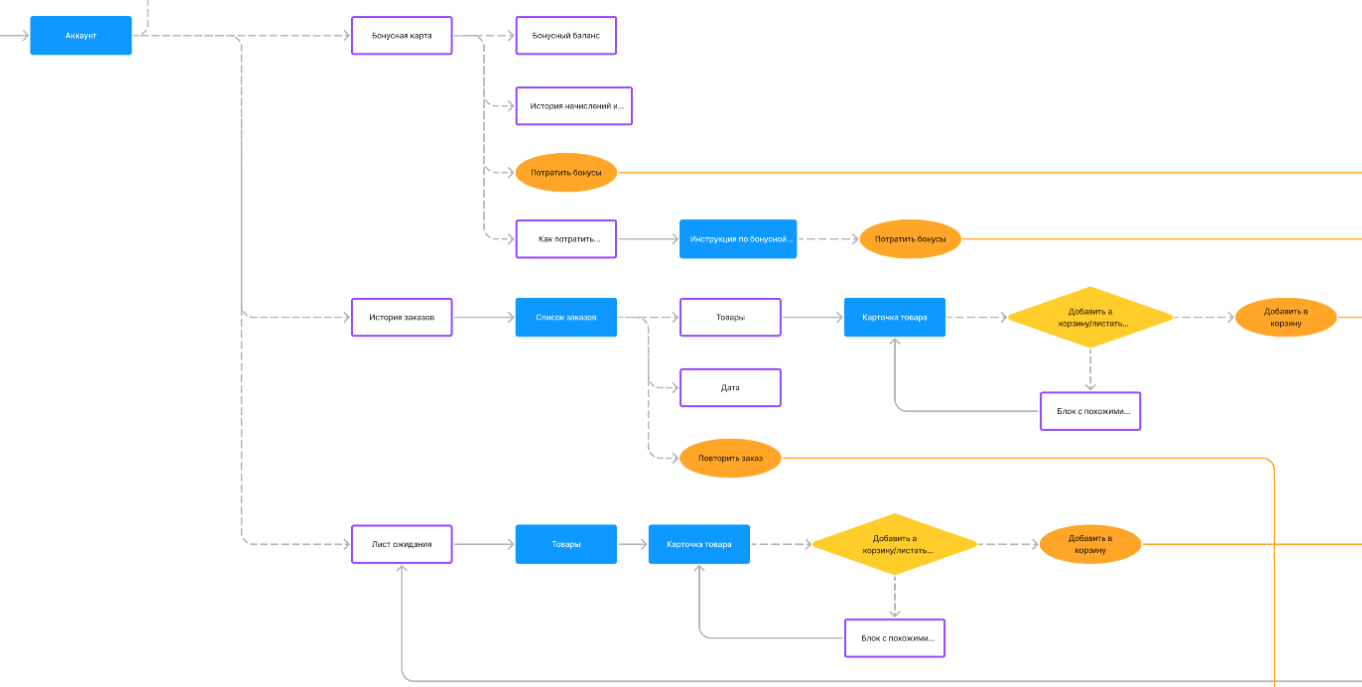 Аккаунт
Бонусная карта
Бонусный баланс
История начислений и...
Потратить бонусы
Как потратить...
Инструкция по бонусной...
Потратить бонусы
История заказов
Список заказов
Товары
Карточка товара
Добавить а
корзину/листать...
Добавить в
корзину
Дата
Блок с похожими...
Повторить заказ
Лист ожидания
Товары
Карточка товара
Добавить а
корзину/листать...
Добавить в
корзину
Блок с похожими...